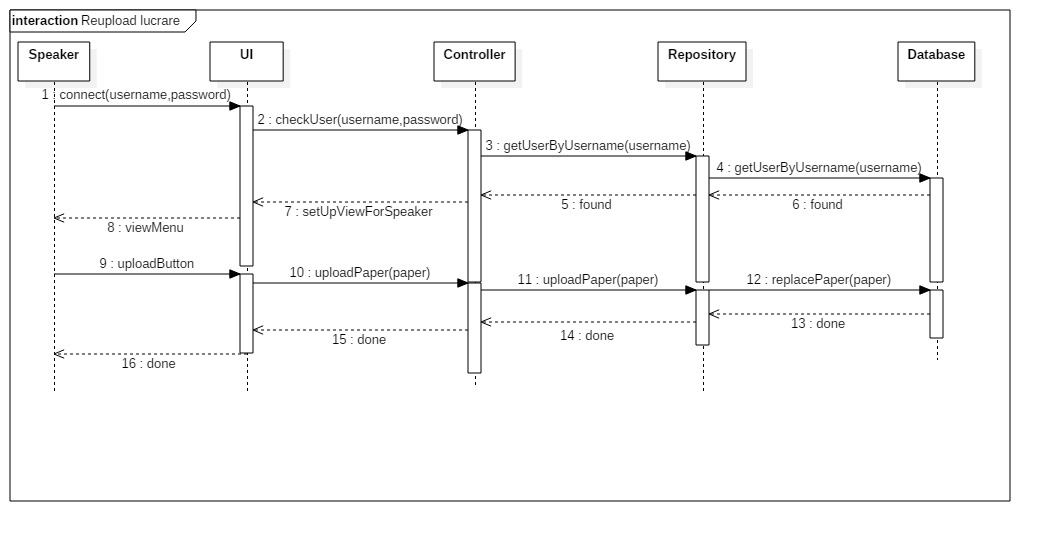 interaction Reupload lucrare
Speaker
UI
Controller
Repository
Database
1 : connect(username,password)
2 : checkUser(username,password)
3 : getUserByUsername(username)
4 : getUserByUsername(username)
5 : found
6 : found
7 : setUpViewForSpeaker
8 : viewMenu
9 : uploadButton
10 : uploadPaper(paper)
11 : uploadPaper(paper)
12 : replacePaper(paper)
13 : done
14 : done
15 : done
16 : done